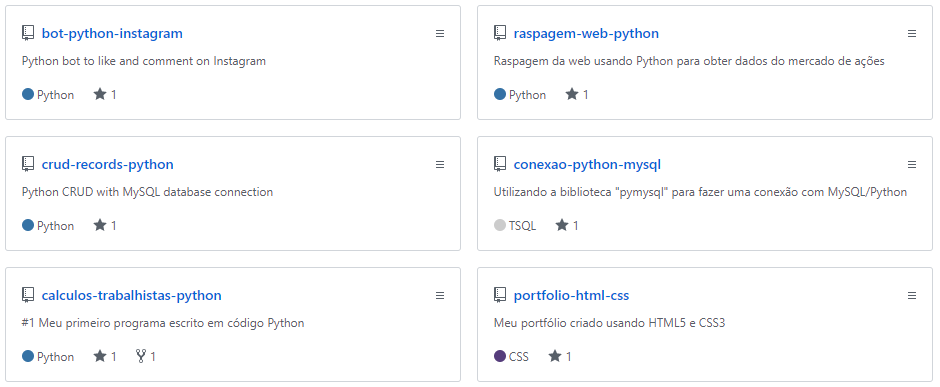 bot-python-instagram
Python bot to like and comment on Instagram
Python 1
raspagem-web-python
Raspagem da web usando Python para obter dados do mercado de ações
Python 1
crud-records-python
Python CRUD with MySQL database connection
Python 1
conexao-python-mysql
Utilizando a biblioteca "pymysql" para fazer uma conexão com MySQL/Python
TSQL 1
calculos-trabalhistas-python
#1 Meu primeiro programa escrito em código Python
Python 1 1
portfolio-html-css
Meu portfólio criado usando HTML5 e CSS3
CSS 1